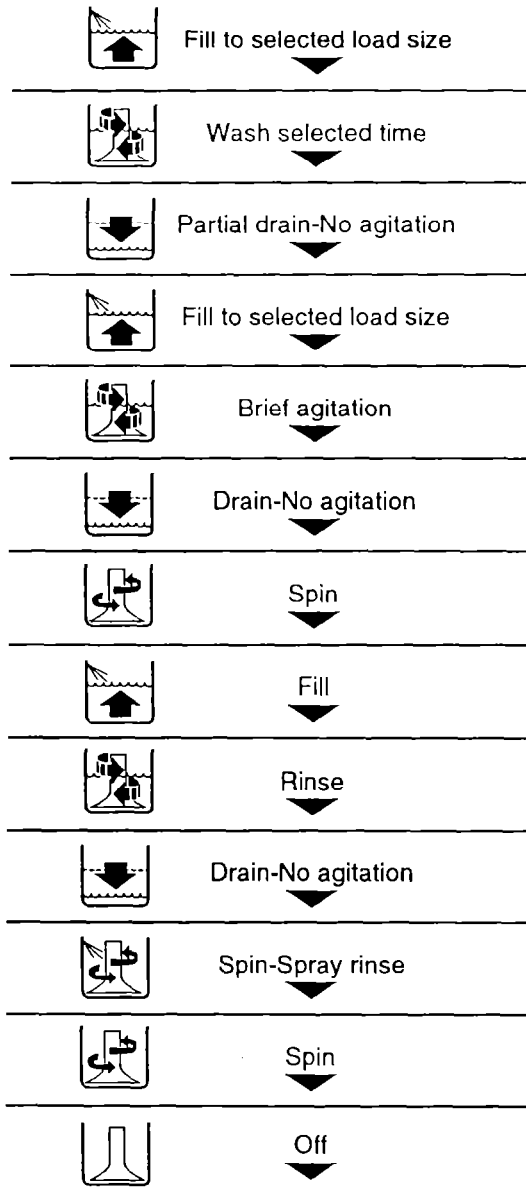 Fill to selected load size
Wash selected time
Partial drain-No agitation
Fill to selected load size
Brief agitation
Drain-No agitation
Spin
Fill
Rinse
Drain-No agitation
Spin-Spray rinse
Spin
Off